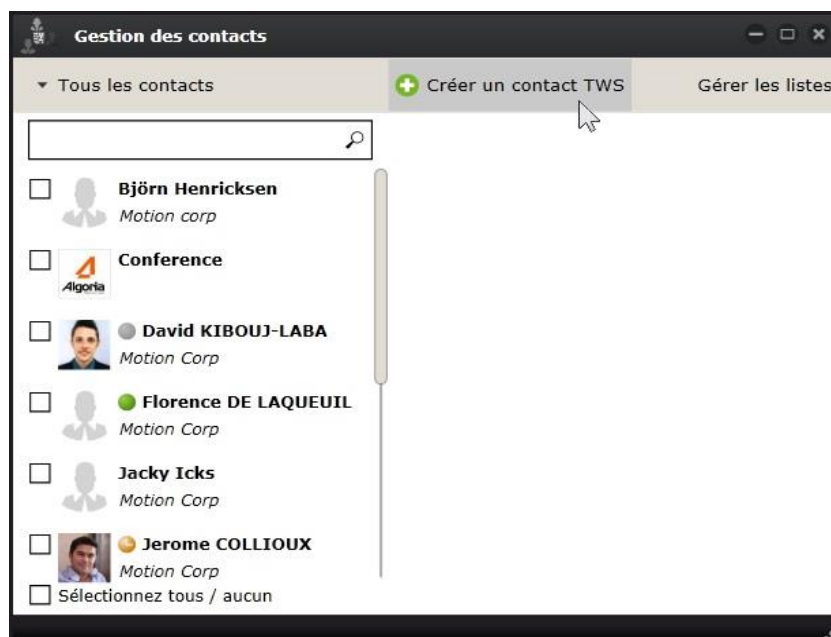 Gestion des contacts
Tous les contacts
Créer un contact TWS
Gérer les listes
Björn Henricksen
Motion corp
Conference
Algoria
David KIBOUJ-LABA
Motion Corp
Florence DE LAQUEUIL
Motion Corp
Jacky Icks
Motion Corp
Jerome COLLIOUX
Motion Corp
Sélectionnez tous / aucun